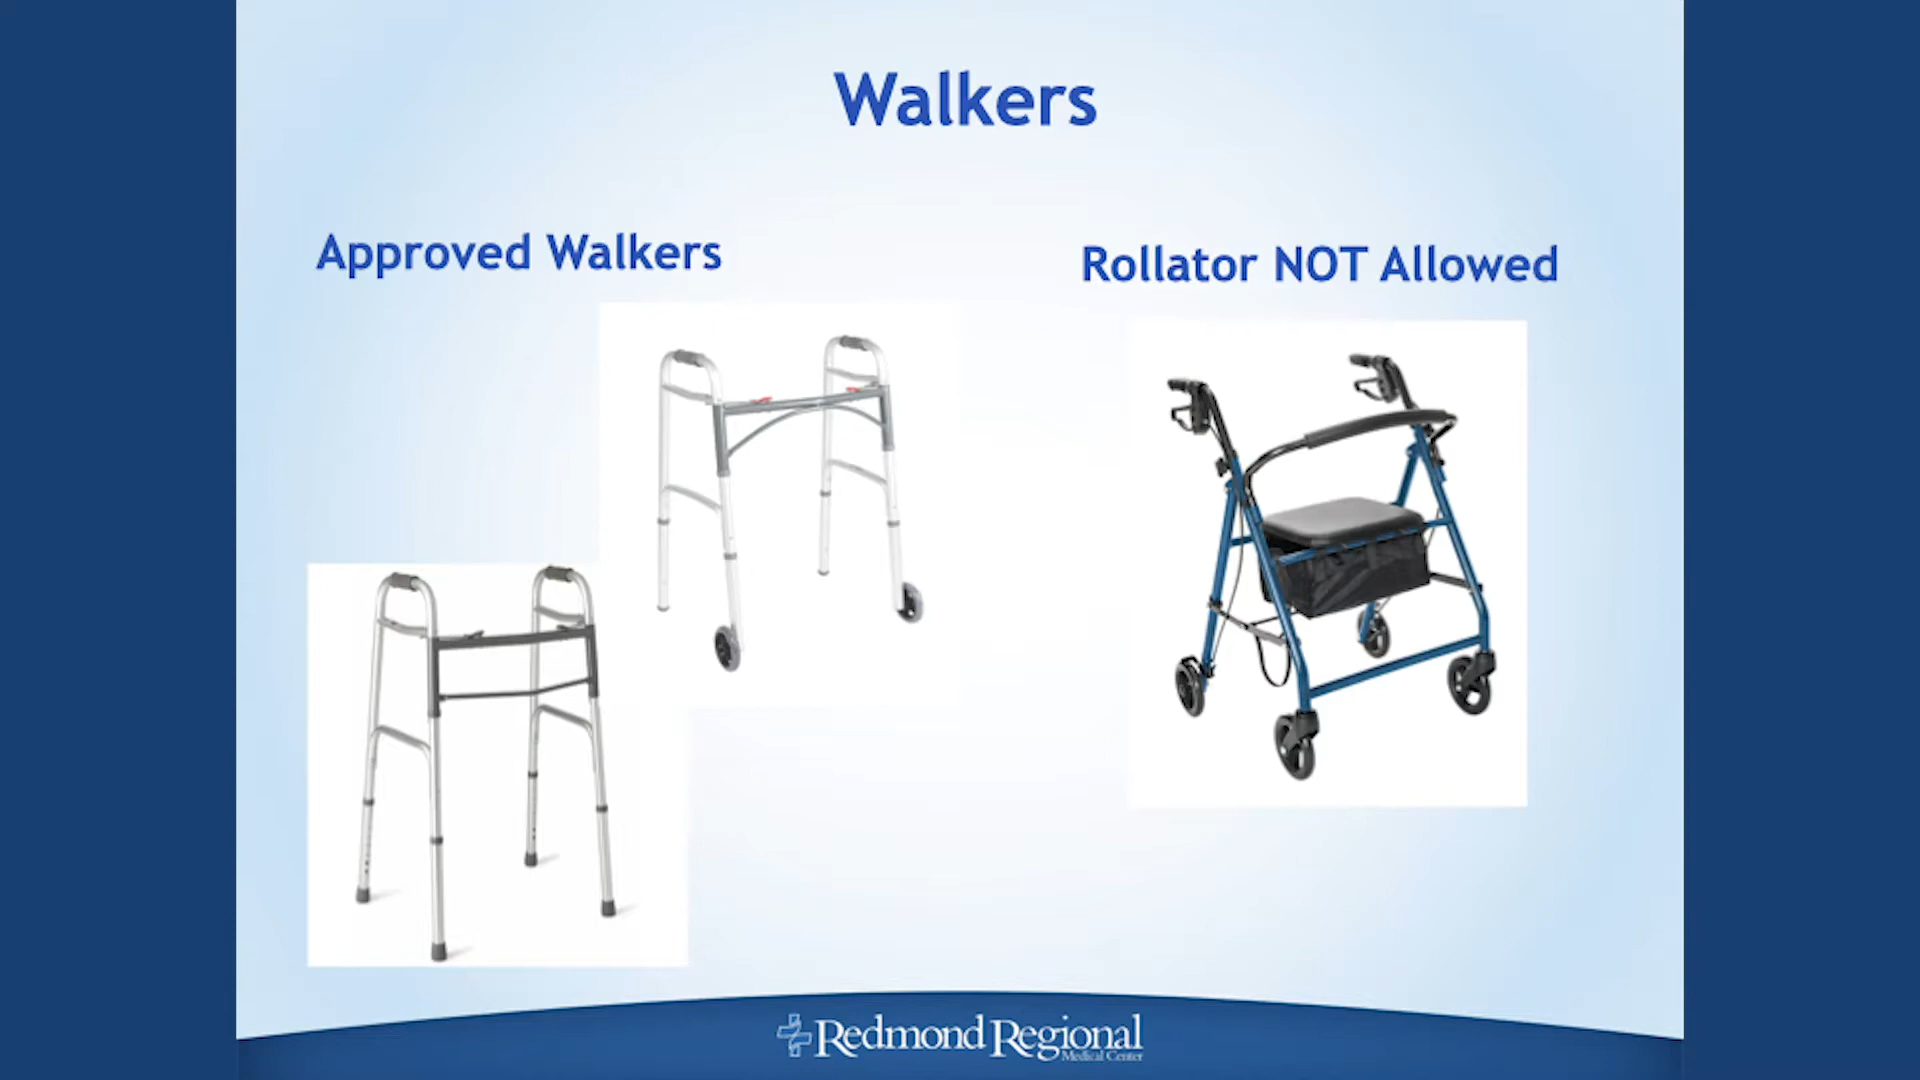 Walkers
Approved Walkers
Rollator NOT Allowed
Redmond Regional
Medical Center